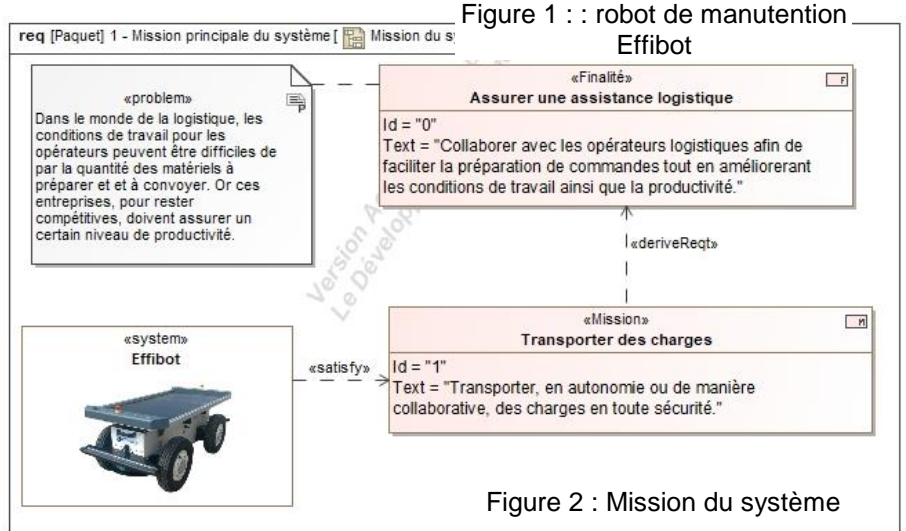 Figure 1 : : robot de manutention
Effibot
req [Paquet] 1 - Mission principale du système [ Mission du
«problem»
Dans le monde de la logistique, les
conditions de travail pour les
opérateurs peuvent être difficiles de
par la quantité des matériels à
préparer et et à convoyer. Or ces
entreprises, pour rester
compétitives, doivent assurer un
certain niveau de productivité.
«Finalité»
F
Assurer une assistance logistique
Id = "0"
Text = "Collaborer avec les opérateurs logistiques afin de
faciliter la préparation de commandes tout en améliorerant
les conditions de travail ainsi que la productivité."
Version
Le
«deriveReqt»
«system»
Effibot
«satisfy»
«Mission»
M
Transporter des charges
Id = "1"
Text = "Transporter, en autonomie ou de manière
collaborative, des charges en toute sécurité."
Figure 2 : Mission du système